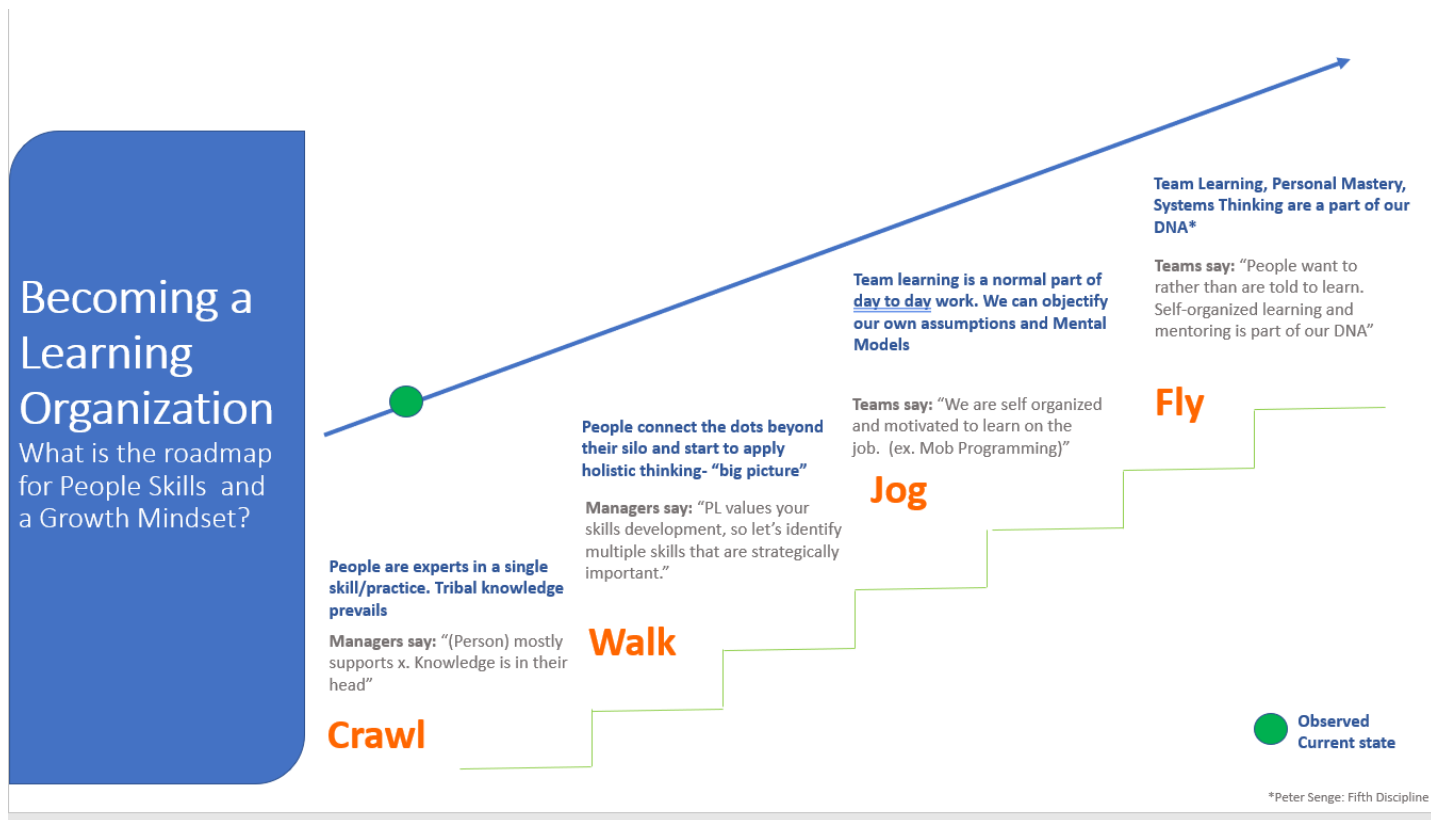 Becoming a
Learning
Organization
What is the roadmap
for People Skills and
a Growth Mindset?
People are experts in a single
skill/practice. Tribal knowledge
prevails
Managers say: “(Person) mostly
supports x. Knowledge is in their
head”
Crawl
People connect the dots beyond
their silo and start to apply
holistic thinking- “big picture”
Managers say: “PL values your
skills development, so let’s identify
multiple skills that are strategically
important.”
Walk
Team learning is a normal part of
day to day work. We can objectify
our own assumptions and Mental
Models
Teams say: “We are self organized
and motivated to learn on the
job. (ex. Mob Programming)”
Jog
Team Learning, Personal Mastery,
Systems Thinking are a part of our
DNA*
Teams say: “People want to
rather than are told to learn.
Self-organized learning and
mentoring is part of our DNA”
Fly
Observed
Current state
*Peter Senge: Fifth Discipline